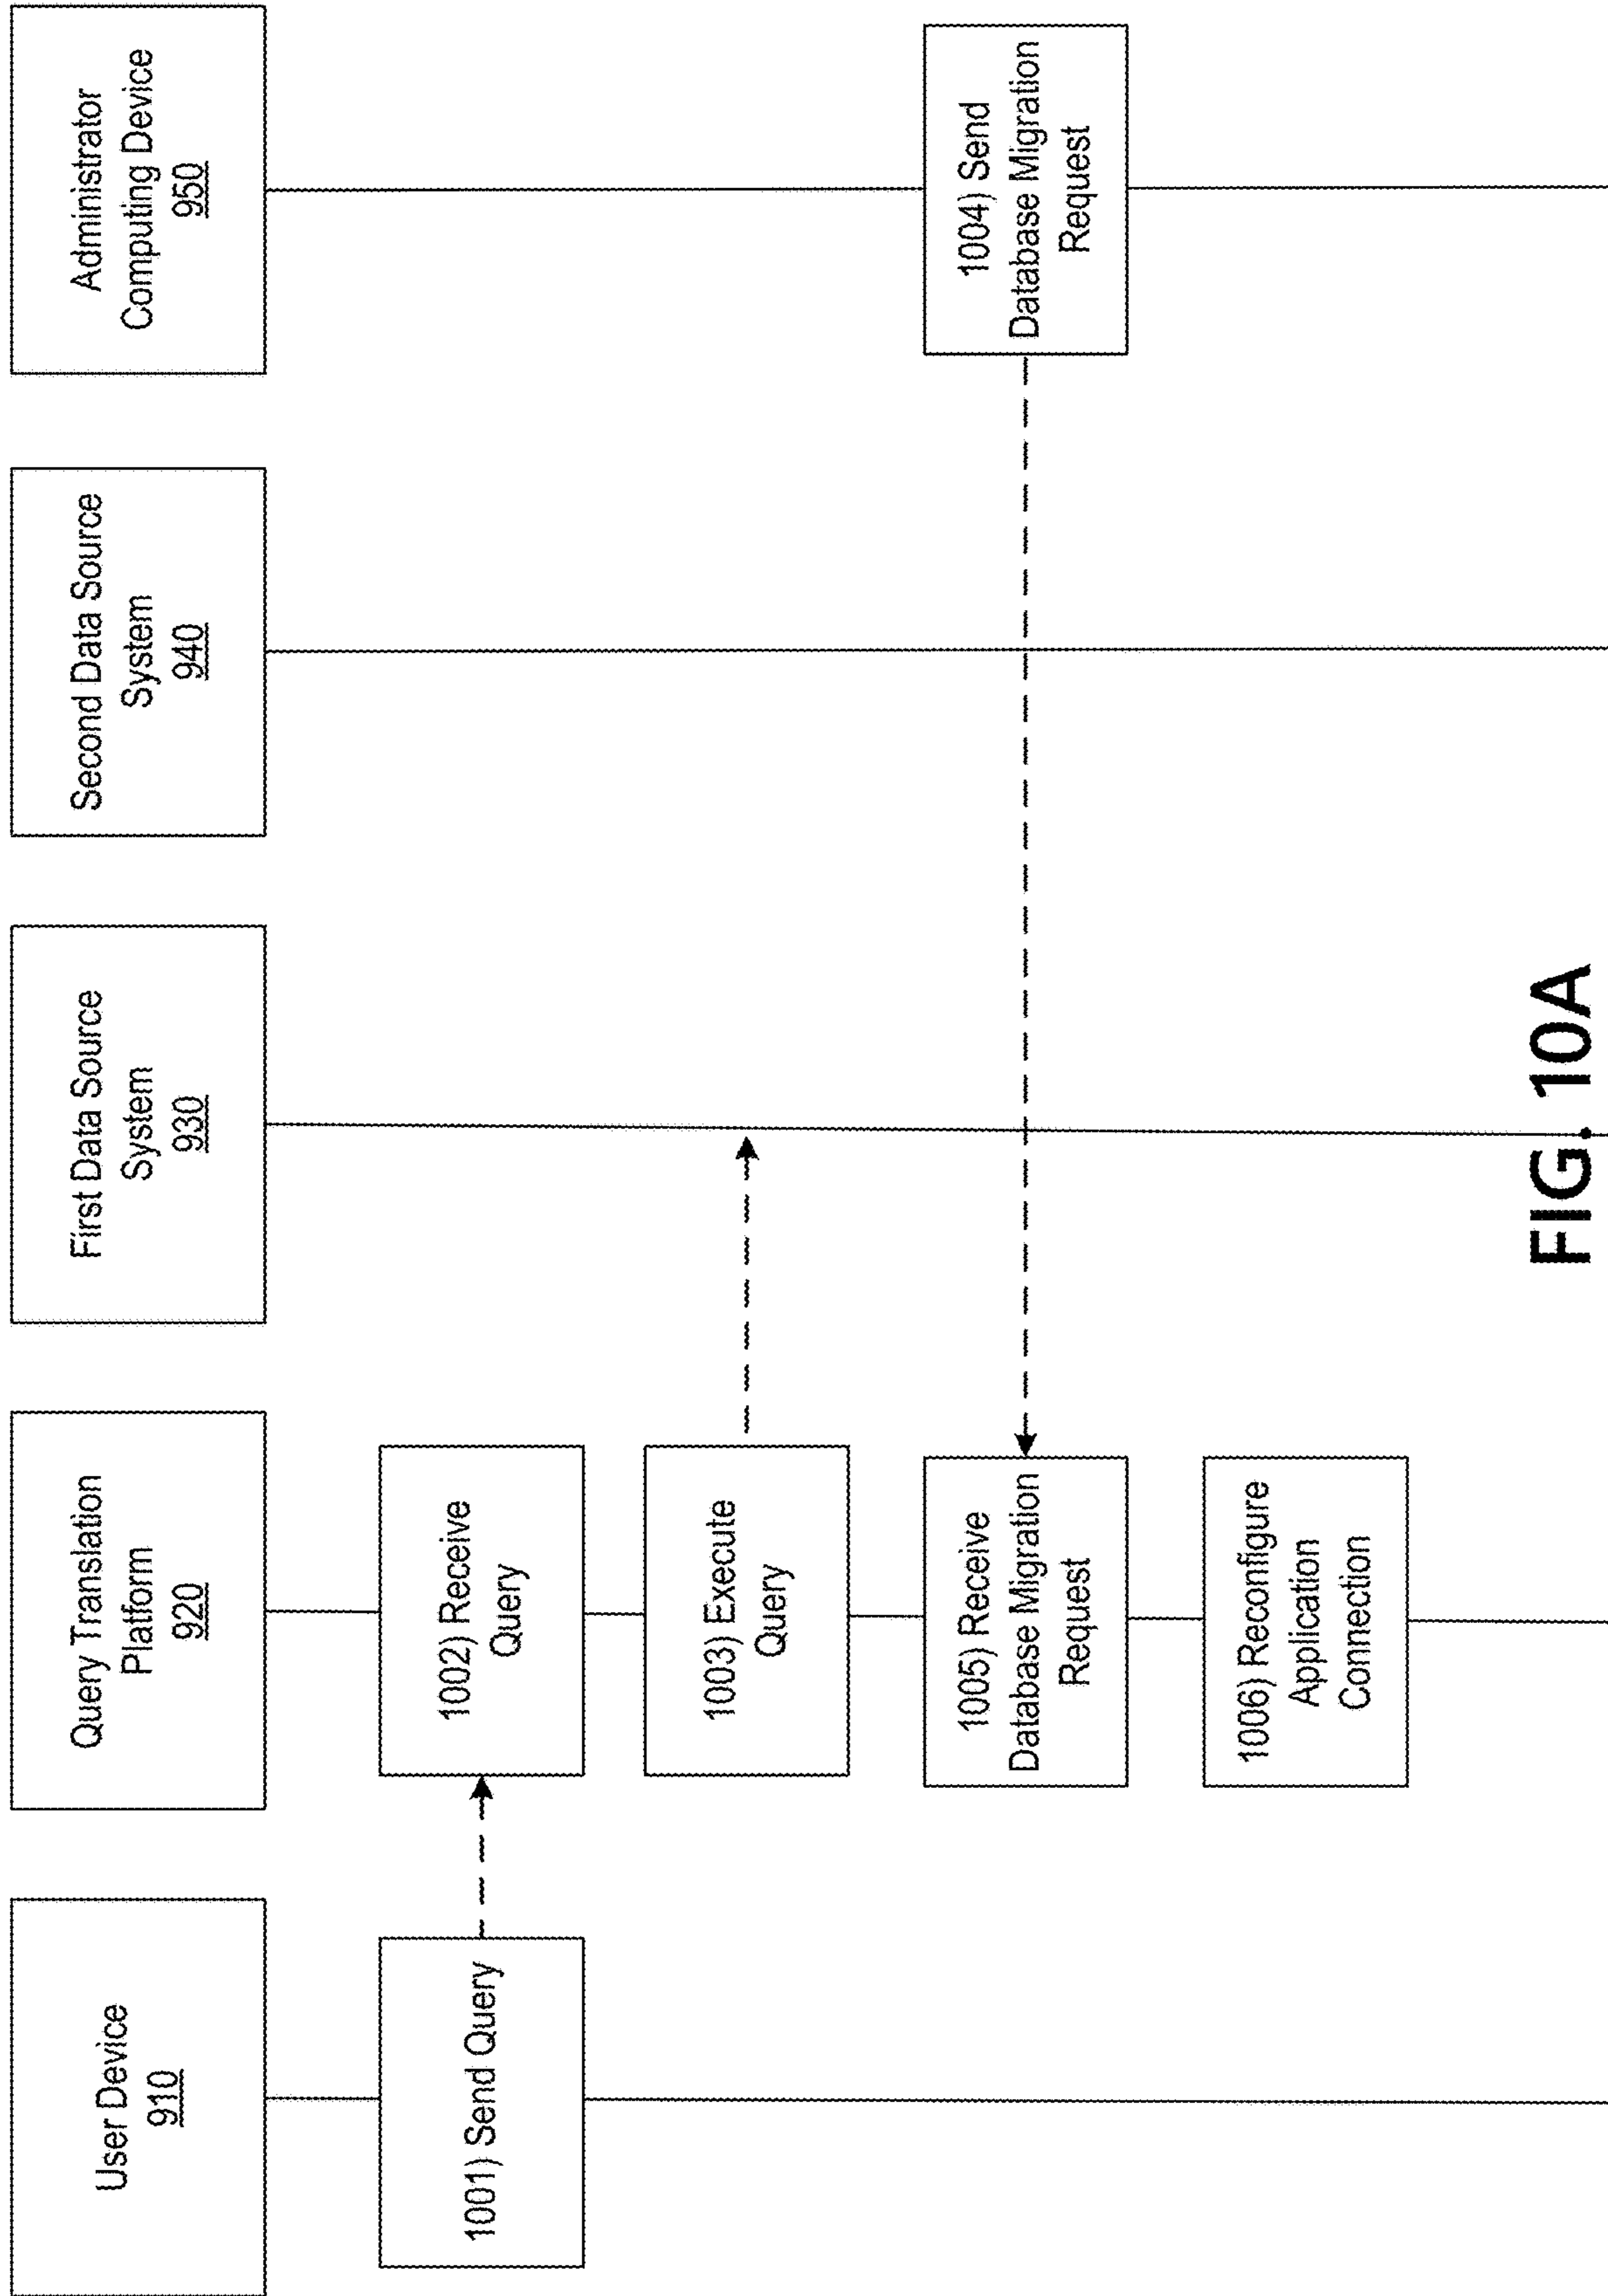 User Device
910
Query Translation
Platform
920
First Data Source
System
930
Second Data Source
System
940
Administrator
Computing Device
950
1001) Send Query
1002) Receive
Query
1003) Execute
Query
1004) Send
Database Migration
Request
1005) Receive
Database Migration
Request
1006) Reconfigure
Application
Connection
FIG. 10A